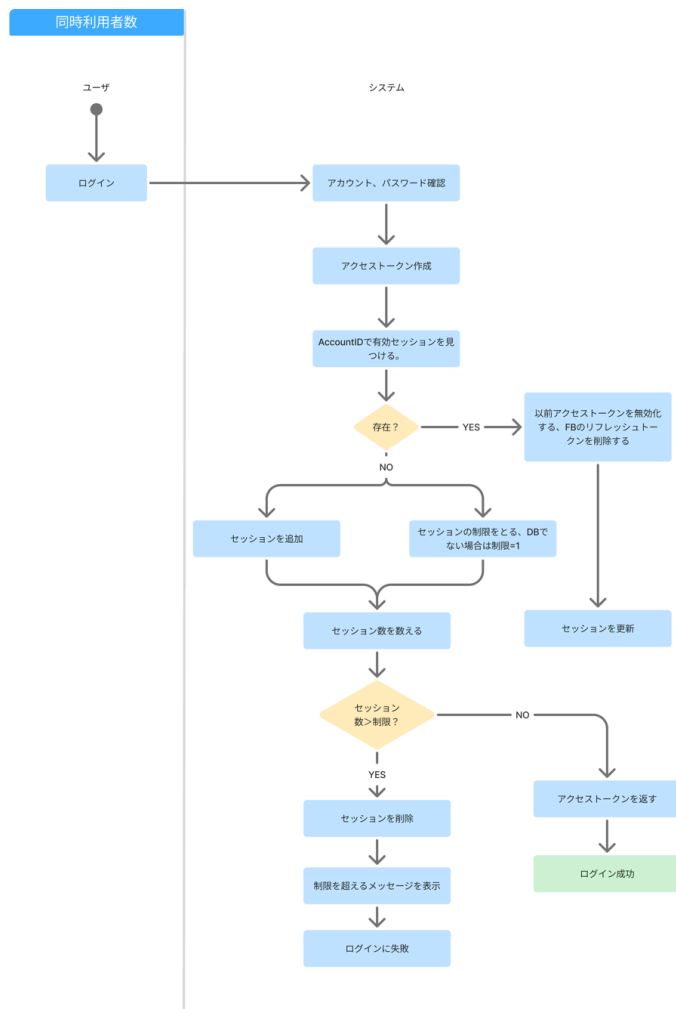 同時利用者数
ユーザ
システム
ログイン
アカウント、パスワード確認
アクセストークン作成
AccountIDで有効セッションを見
つける。
存在？
YES
以前アクセストークンを無効化
する、FBのリフレッシュトー
クンを削除する
NO
セッションを追加
セッションの制限をとる、DBで
ない場合は制限=1
セッション数を数える
セッションを更新
セッション
数＞制限？
NO
YES
アクセストークンを返す
セッションを削除
ログイン成功
制限を超えるメッセージを表示
ログインに失敗